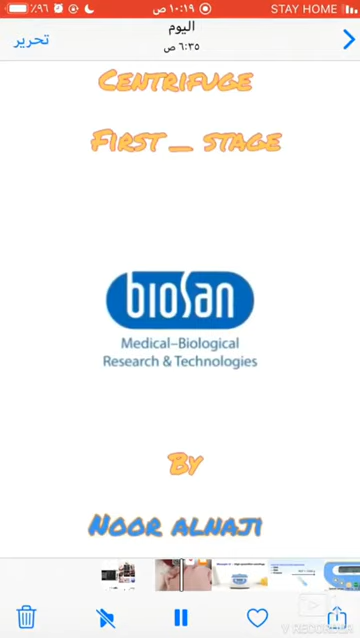 ٩٦٪ ١٠:١٩ ص STAY HOME
اليوم
٦:٣٥ ص
تحرير
Centrifuge
First _ stage
biosan
Medical–Biological
Research & Technologies
By
Noor alnaji
V RECORDER